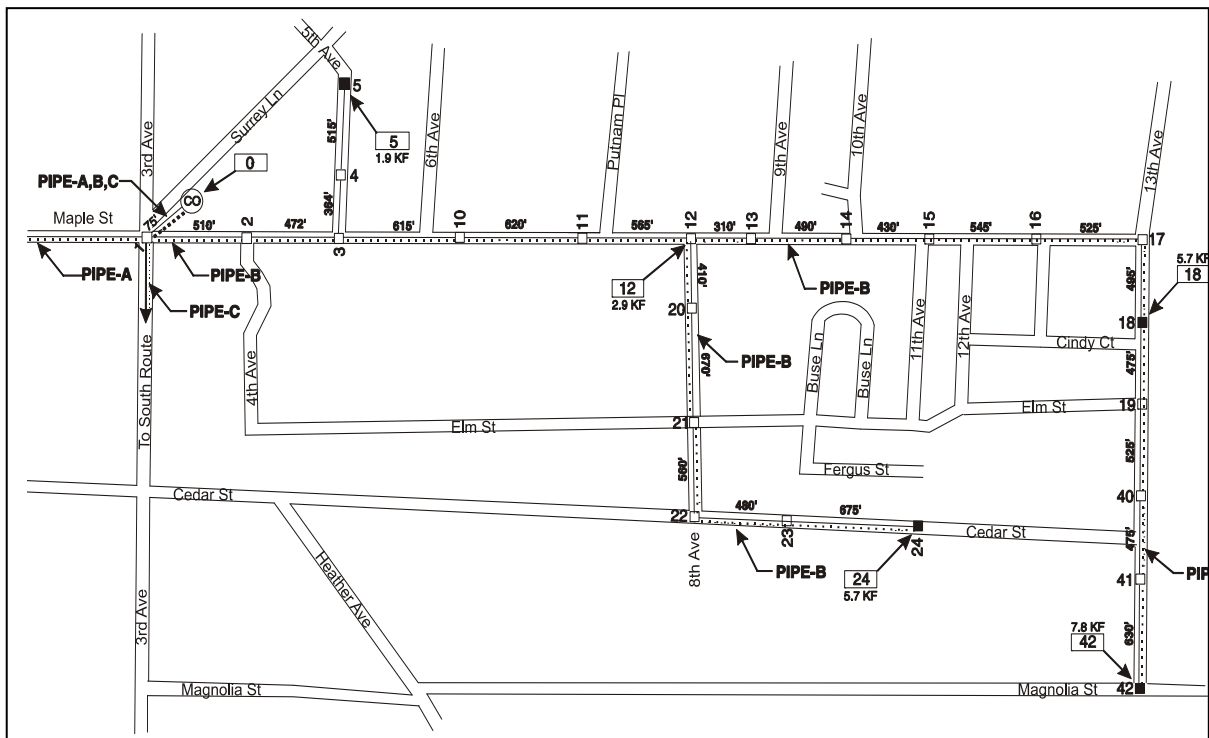 5th Ave
3rd Ave
Surrey Ln
5
515'
5
1.9 KF
6th Ave
Putnam Pl
9th Ave
10th Ave
13th Ave
0
CO
PIPE-A,B,C
4
364'
Maple St
75'
510'
2
472'
3
615'
10
620'
11
565'
12
310'
13
490'
14
430'
15
545'
16
525'
17
PIPE-A
PIPE-B
PIPE-C
12
2.9 KF
PIPE-B
410'
495'
5.7 KF
18
20
18
To South Route
4th Ave
670'
PIPE-B
Buse Ln
Buse Ln
11th Ave
12th Ave
Cindy Ct
475'
19
Elm St
21
Elm St
560'
Fergus St
525'
Cedar St
480'
675'
40
22
23
24
Cedar St
475'
8th Ave
PIPE-B
24
5.7 KF
41
PIP
Heather Ave
3rd Ave
630'
7.8 KF
42
Magnolia St
Magnolia St
42